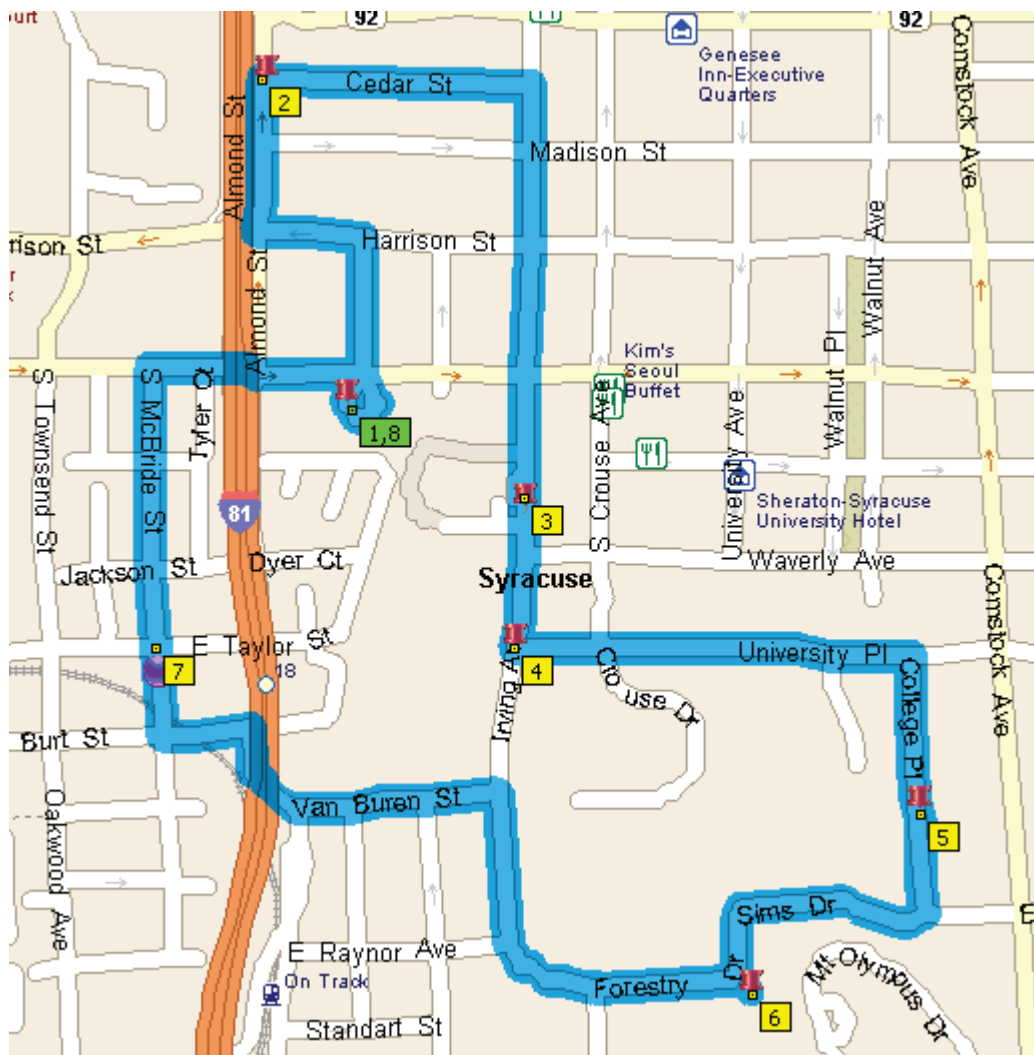 ourt
92
92
Genesee
Inn-Executive
Quarters
Comstock Ave
2
Cedar St
Almond St
Madison St
rrison St
Harrison St
Walnut Ave
Almond St
Kim's
Seoul
Buffet
Walnut Pl
S Townsend St
S McBride St
Tyler Ct
1,8
S Crouse Ave
University Ave
81
3
Sheraton-Syracuse
University Hotel
Jackson St
Dyer Ct
Waverly Ave
Syracuse
Comstock Ave
E Taylor St
7
18
4
Irving A
Crouse Dr
University Pl
College Pl
Burt St
Van Buren St
Oakwood Ave
5
Sims Dr
E
E Raynor Ave
On Track
Forestry
Dr
Mt Olympus Dr
6
Standart St